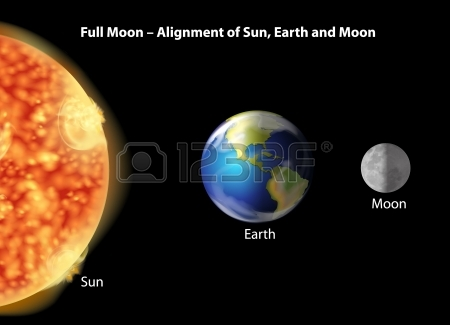 Full Moon – Alignment of Sun, Earth and Moon
123RF
Moon
Earth
Sun